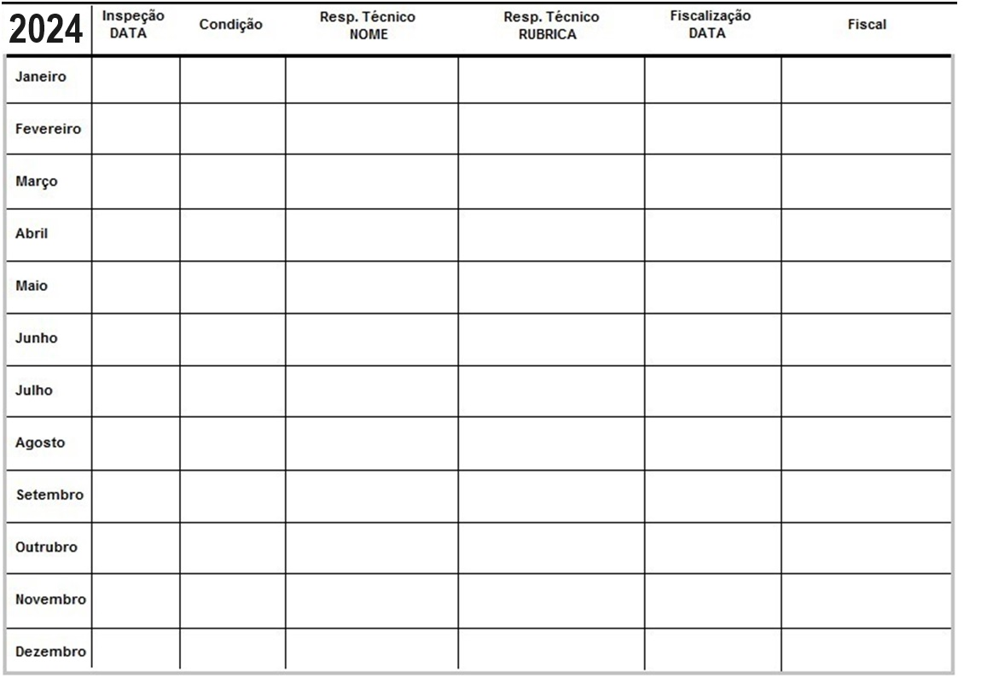 2024
Inspeção
DATA
Condição
Resp. Técnico
NOME
Resp. Técnico
RUBRICA
Fiscalização
DATA
Fiscal
Janeiro
Fevereiro
Março
Abril
Maio
Junho
Julho
Agosto
Setembro
Outrubro
Novembro
Dezembro